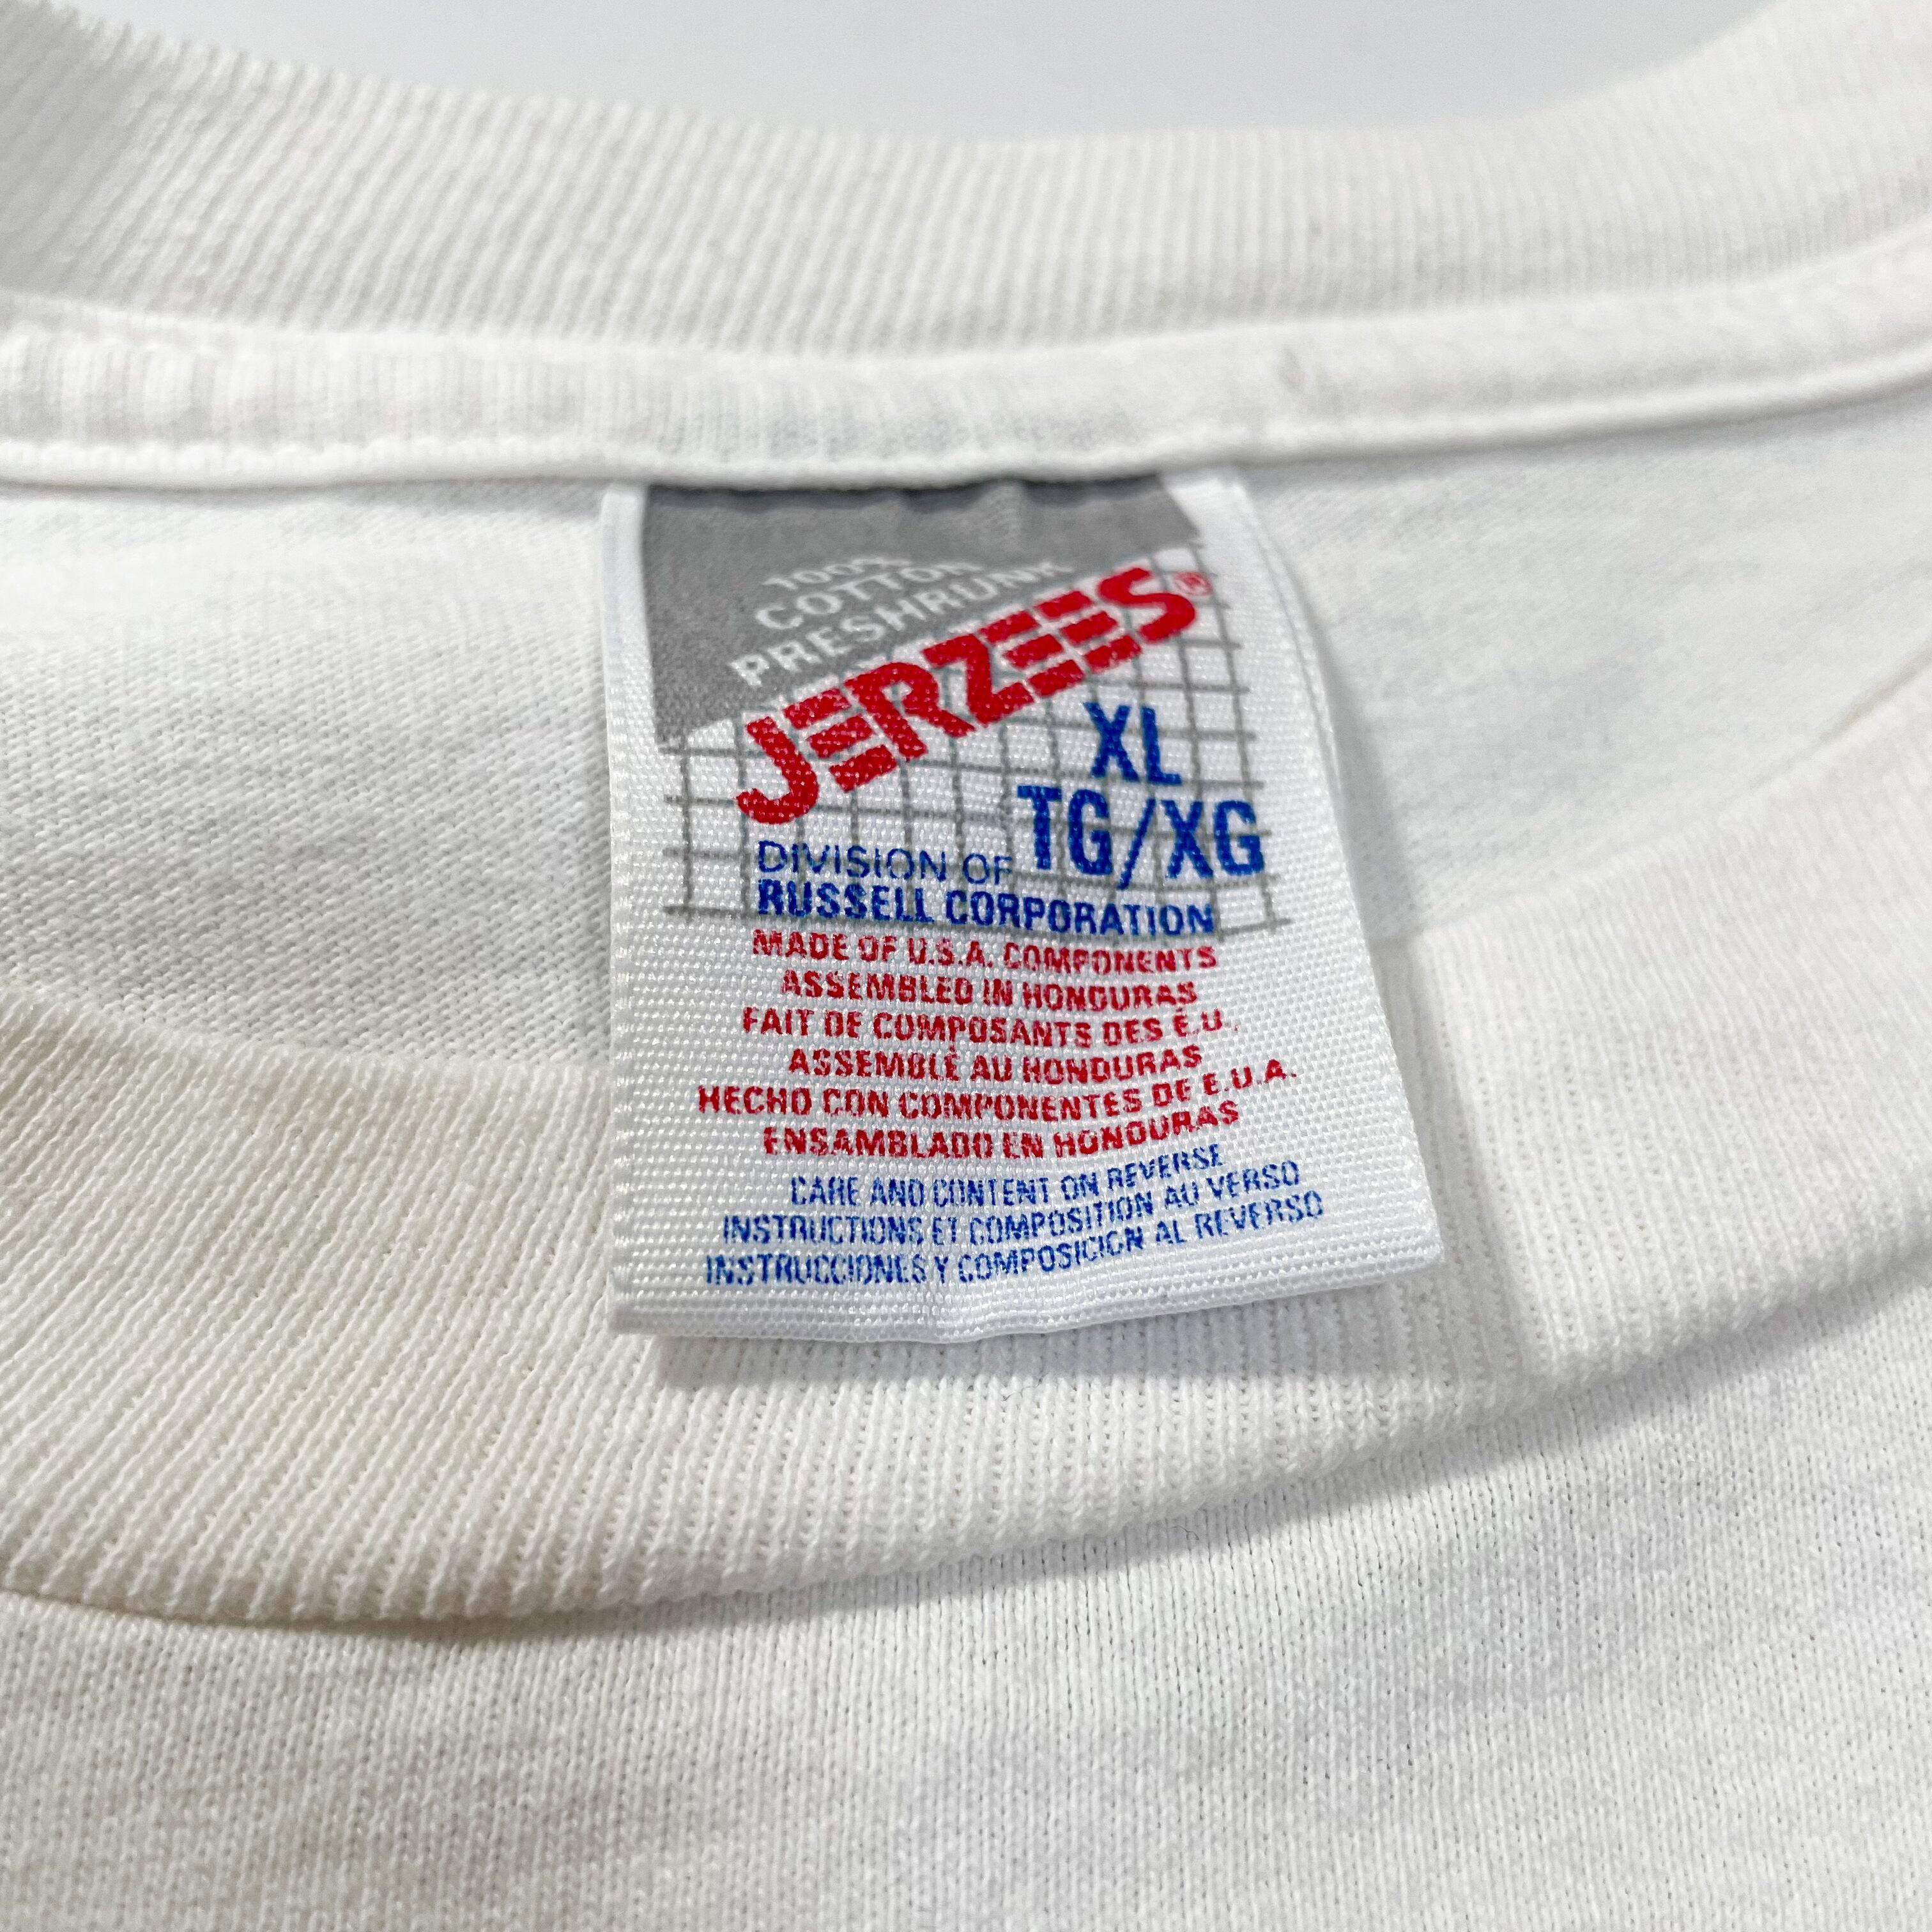 100%
COTTON
PRESHRUNK
JERZEES®
XL
TG/XG
DIVISION OF
RUSSELL CORPORATION
MADE OF U.S.A. COMPONENTS
ASSEMBLED IN HONDURAS
FAIT DE COMPOSANTS DES É.U.
ASSEMBLÉ AU HONDURAS
HECHO CON COMPONENTES DE E.U.A.
ENSAMBLADO EN HONDURAS
CARE AND CONTENT ON REVERSE
INSTRUCTIONS ET COMPOSITION AU VERSO
INSTRUCCIONES Y COMPOSICION AL REVERSO